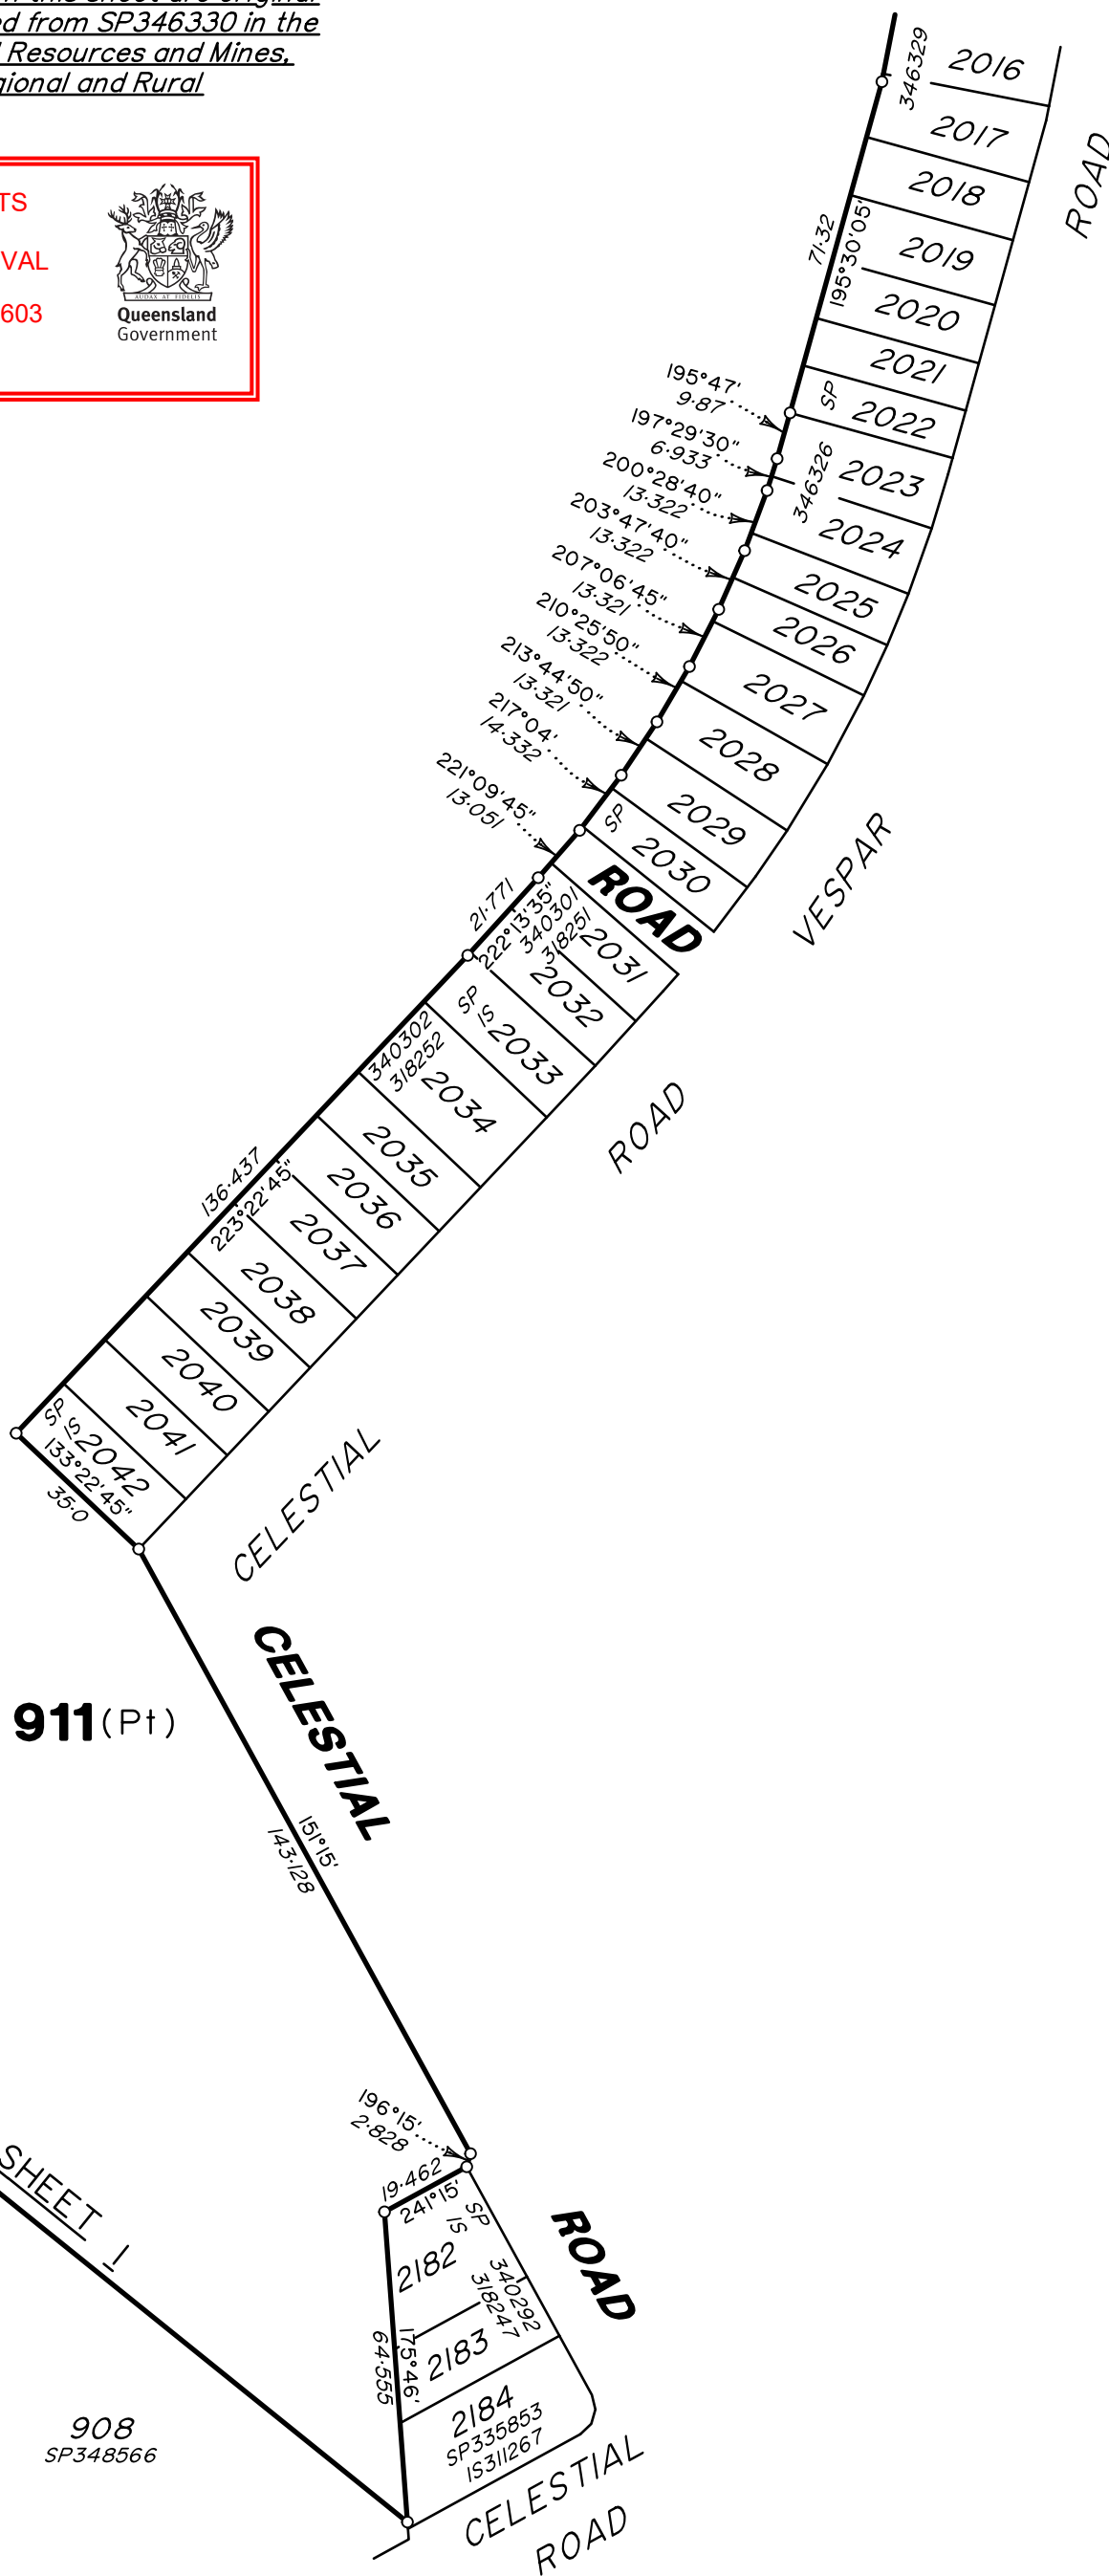 n this sheet are original
ed from SP346330 in the
l Resources and Mines,
gional and Rural
TS
VAL
603
AUDAX AT FIDELIS
Queensland
Government
346329
2016
2017
2018
2019
2020
2021
SP
2022
2023
346326
2024
2025
2026
2027
2028
2029
SP
2030
ROAD
71·32
195°30'05"
195°47'
9·87
197°29'30"
6·933
200°28'40"
13·322
203°47'40"
13·322
207°06'45"
13·321
210°25'50"
13·322
213°44'50"
13·321
217°04'
14·332
221°09'45"
13·051
VESPAR
ROAD
ROAD
21·771
222°13'35"
340301
318251
2031
2032
SP
IS
2033
340302
318252
2034
2035
2036
2037
2038
2039
2040
2041
SP
IS
2042
136·437
223°22'45"
133°22'45"
35·0
CELESTIAL
CELESTIAL
911(Pt)
151°15'
143·128
196°15'
2·828
19·462
241°15'
SP
IS
2182
340292
318247
ROAD
2183
175°46'
64·555
2184
SP335853
IS311267
CELESTIAL
ROAD
SHEET 1
908
SP348566